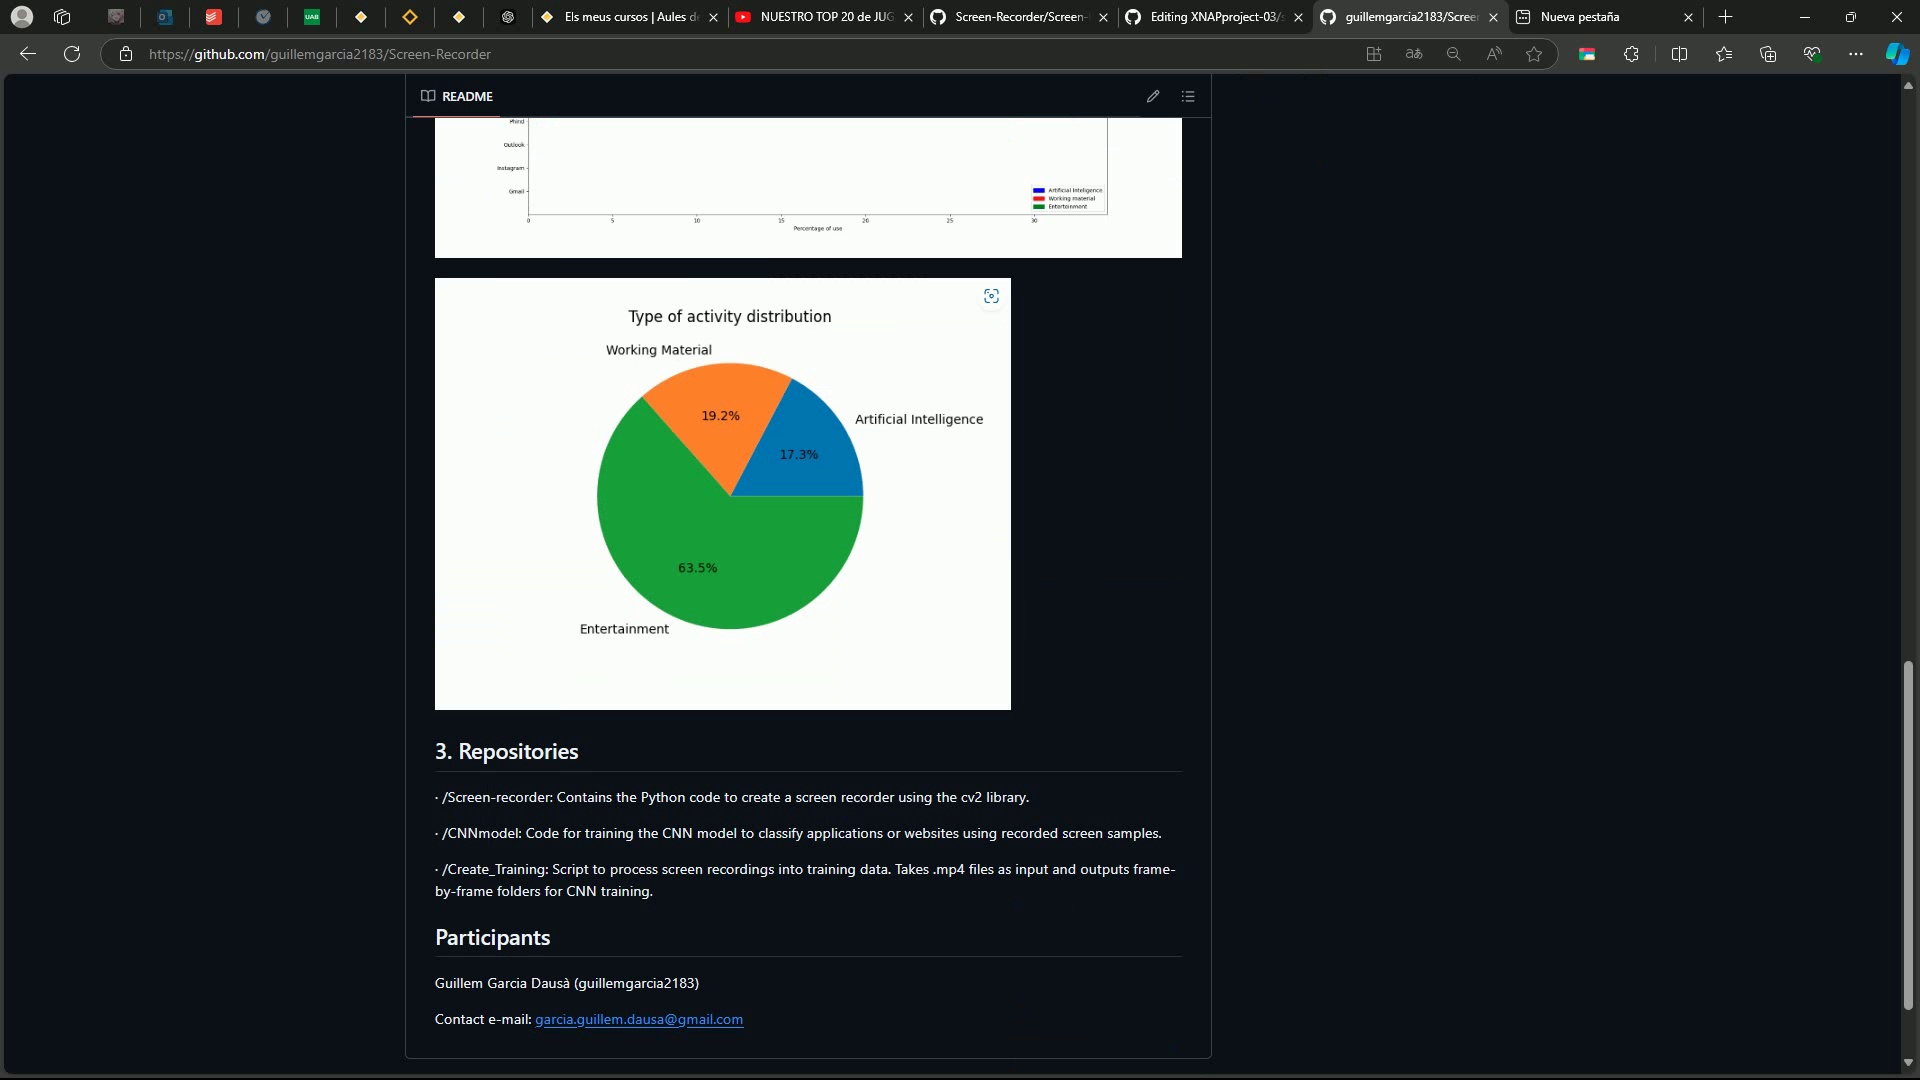 Els meus cursos | Aules de
NUESTRO TOP 20 de JUG
Screen-Recorder/Screen-
Editing XNAPproject-03/s
guillemgarcia2183/Screen
Nueva pestaña
https://github.com/guillemgarcia2183/Screen-Recorder
README
Phind
Outlook
Instagram
Gmail
Artificial Inteligence
Working material
Entertainment
0 5 10 15 20 25 30
Percentage of use
Type of activity distribution
Working Material
19.2%
Artificial Intelligence
17.3%
63.5%
Entertainment
3. Repositories
· /Screen-recorder: Contains the Python code to create a screen recorder using the cv2 library.
· /CNNmodel: Code for training the CNN model to classify applications or websites using recorded screen samples.
· /Create_Training: Script to process screen recordings into training data. Takes .mp4 files as input and outputs frame-
by-frame folders for CNN training.
Participants
Guillem Garcia Dausà (guillemgarcia2183)
Contact e-mail: garcia.guillem.dausa@gmail.com